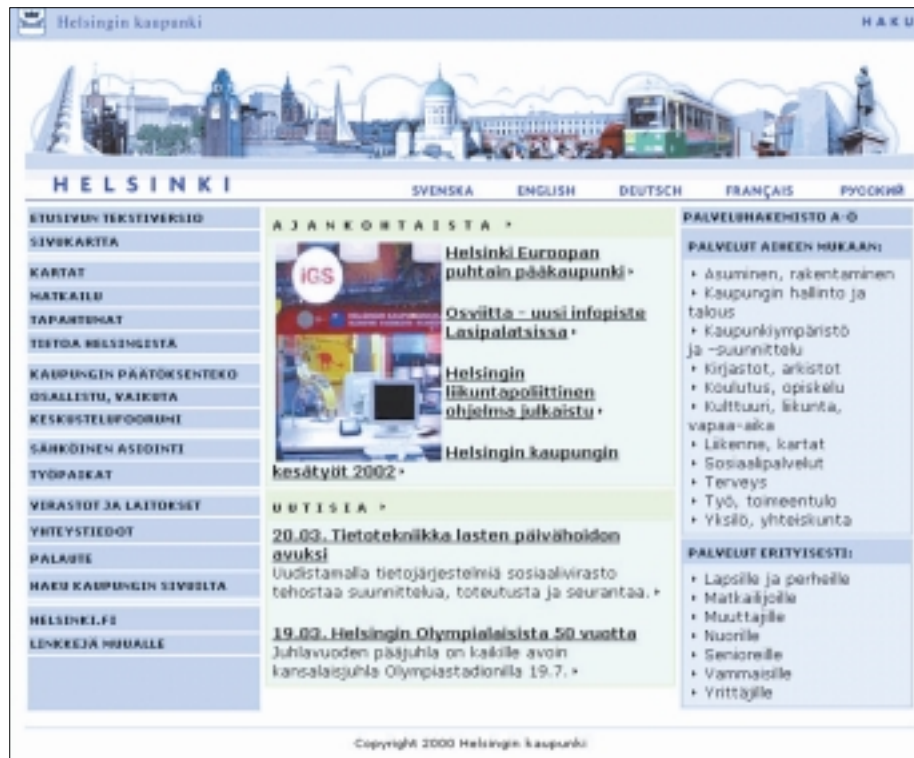 Helsingin kaupunki
HAKU
HELSINKI
SVENSKA ENGLISH DEUTSCH FRANÇAIS РУССКИЙ
ETUSIVUN TEKSTIVERSIO
SIVUKARTTA
KARTAT
MATKAILU
TAPAHTUMAT
TIETOA HELSINGISTÄ
KAUPUNGIN PÄÄTÖKSENTEKO
OSALLISTU, VAIKUTA
KESKUSTELUFOORUMI
SÄHKÖINEN ASIOINTI
TYÖPAIKAT
VIRASTOT JA LAITOKSET
YHTEYSTIEDOT
PALAUTE
HAKU KAUPUNGIN SIVUILTA
HELSINKI.FI
LINKKEJÄ MUUALLE
AJANKOHTAISTA
iGS
Helsinki Euroopan
puhtain pääkaupunki
Osviitta - uusi infopiste
Lasipalatsissa
Helsingin
liikuntapoliittinen
ohjelma julkaistu
Helsingin kaupungin
kesätyöt 2002
UUTISIA
20.03. Tietotekniikka lasten päivähoidon
avuksi
Uudistamalla tietojärjestelmiä sosiaalivirasto
tehostaa suunnittelua, toteutusta ja seurantaa.
19.03. Helsingin Olympialaisista 50 vuotta
Juhlavuoden pääjuhla on kaikille avoin
kansalaisjuhla Olympiastadionilla 19.7.
PALVELUHAKEMISTO A-Ö
PALVELUT AIHEEN MUKAAN:
Asuminen, rakentaminen
Kaupungin hallinto ja
talous
Kaupunkiympäristö
ja -suunnittelu
Kirjastot, arkistot
Koulutus, opiskelu
Kulttuuri, liikunta,
vapaa-aika
Liikenne, kartat
Sosiaalipalvelut
Terveys
Työ, toimeentulo
Yksilö, yhteiskunta
PALVELUT ERITYISESTI:
Lapsille ja perheille
Matkailijoille
Muuttajille
Nuorille
Senioreille
Vammaisille
Yrittäjille
Copyright 2000 Helsingin kaupunki